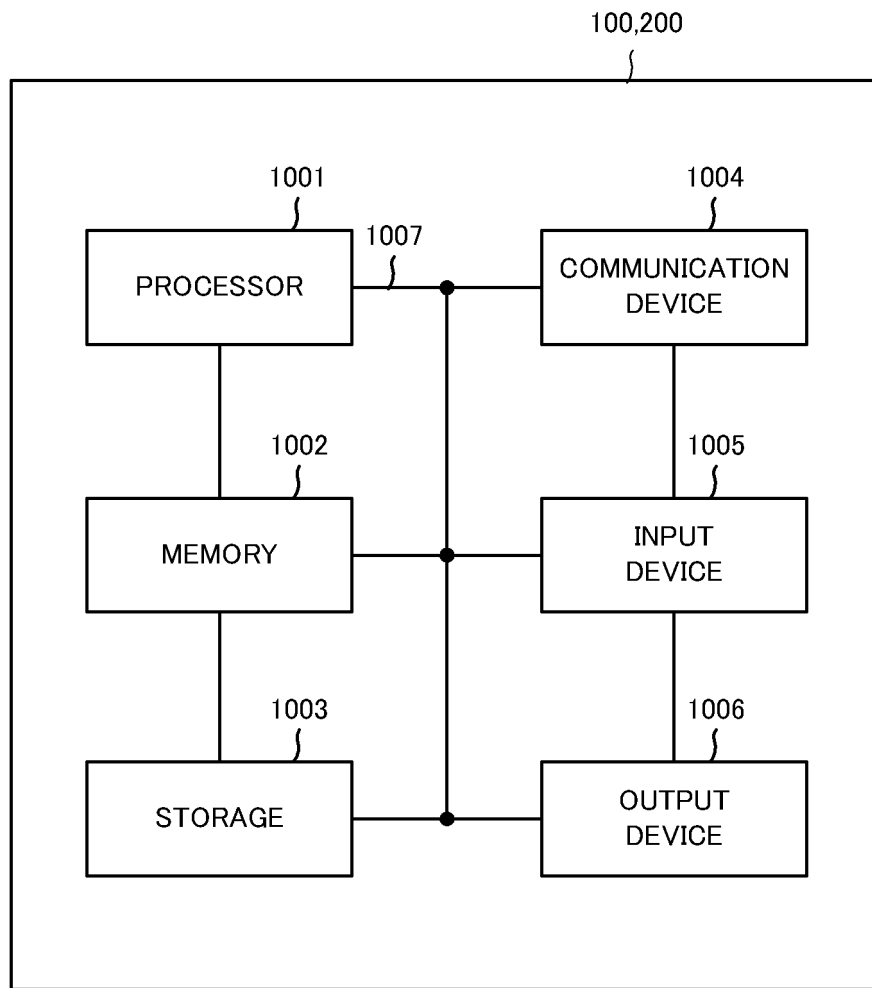 100,200
1001
1004
1007
PROCESSOR
COMMUNICATION
DEVICE
1002
1005
MEMORY
INPUT
DEVICE
1003
1006
STORAGE
OUTPUT
DEVICE